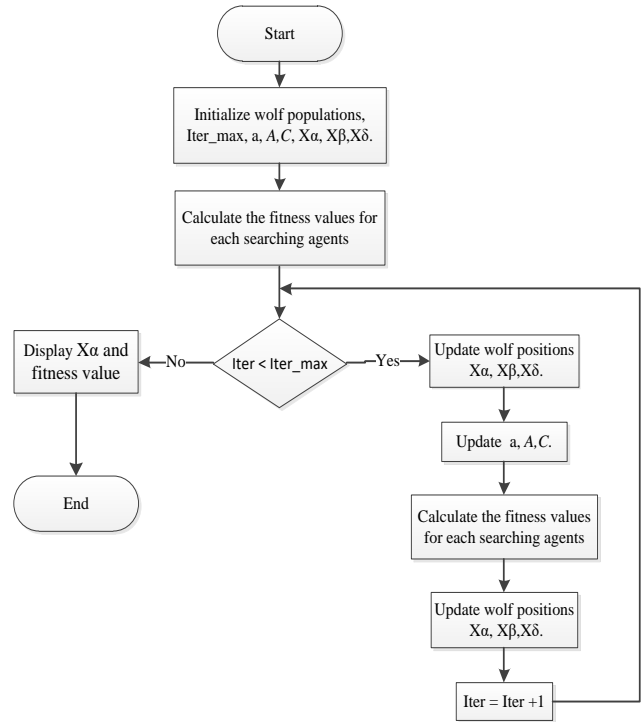 Start
Initialize wolf populations,
Iter_max, a, A,C, Xα, Xβ,Xδ.
Calculate the fitness values for
each searching agents
Iter < Iter_max
No
Display Xα and
fitness value
End
Yes
Update wolf positions
Xα, Xβ,Xδ.
Update a, A,C.
Calculate the fitness values
for each searching agents
Update wolf positions
Xα, Xβ,Xδ.
Iter = Iter +1